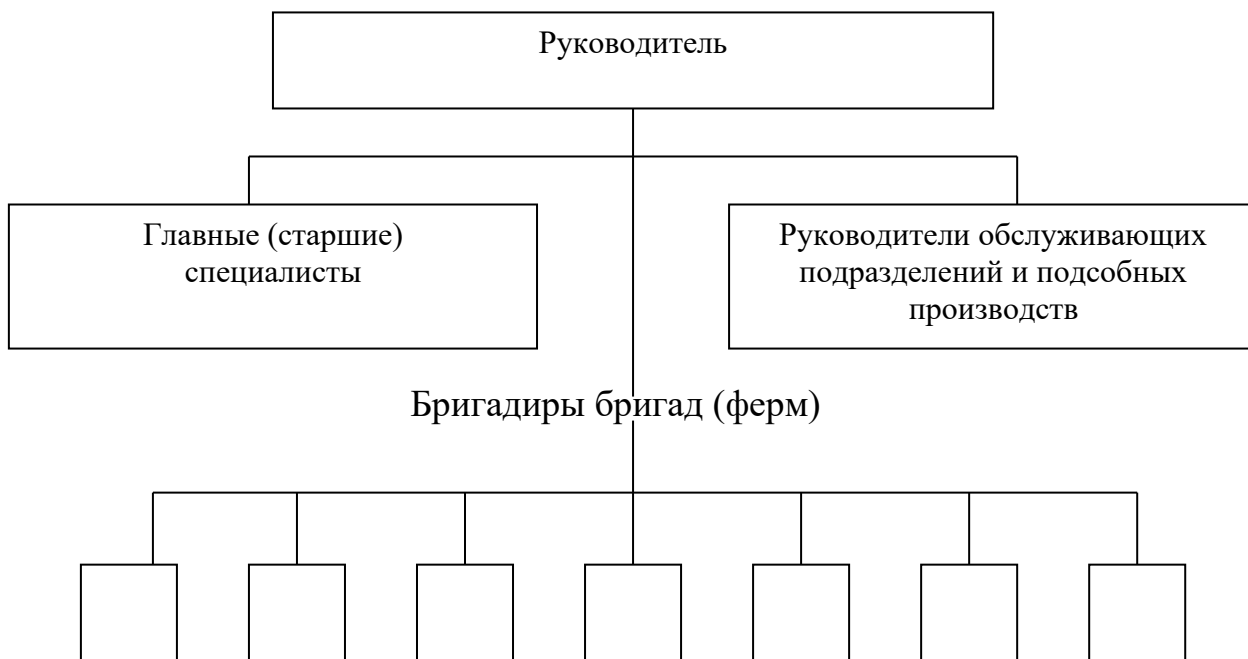 Руководитель
Главные (старшие)
специалисты
Руководители обслуживающих
подразделений и подсобных
производств
Бригадиры бригад (ферм)